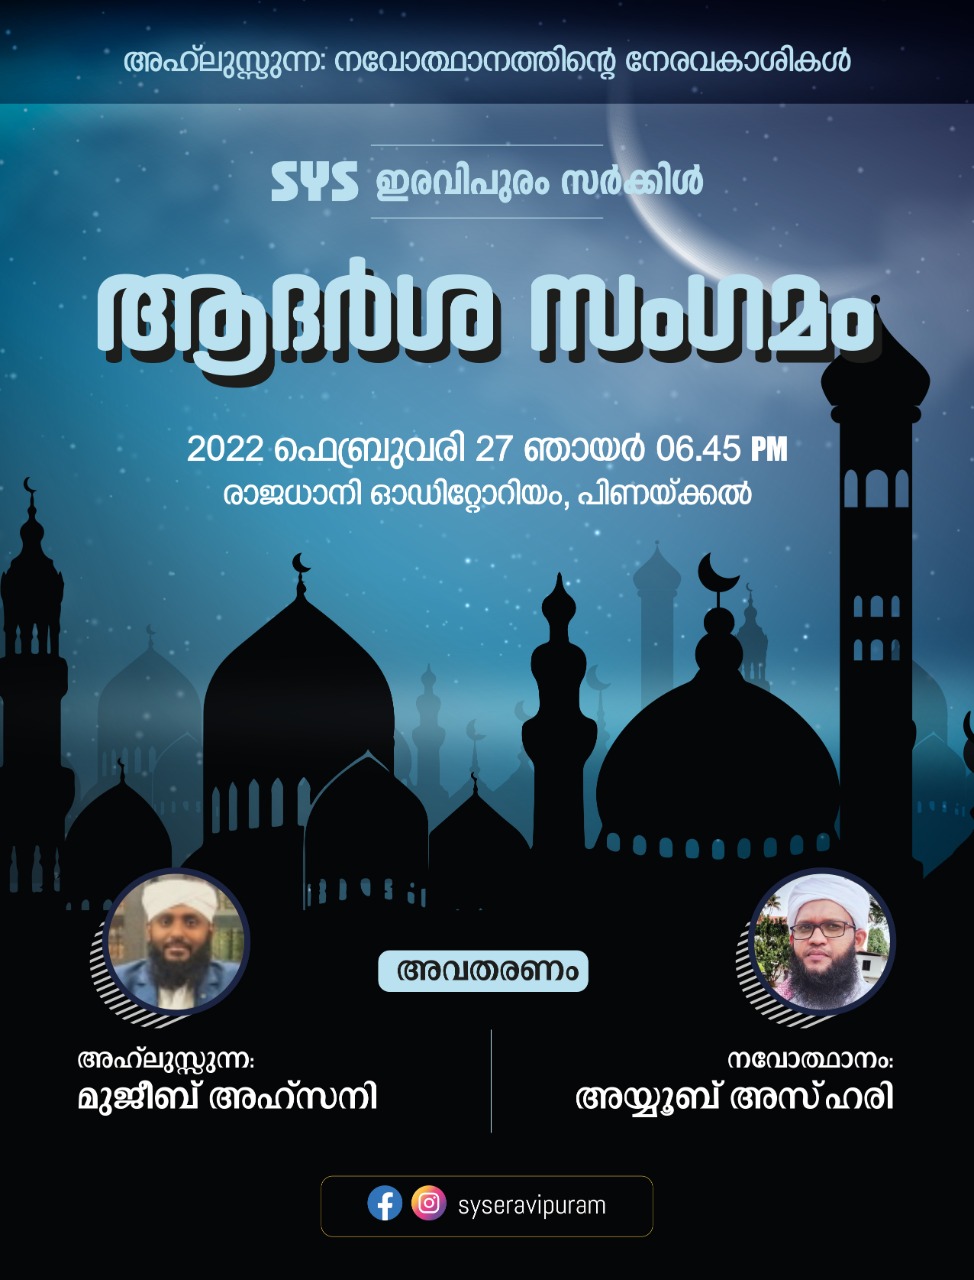 അഹ്‌ലുസ്സുന്ന: നവോത്ഥാനത്തിന്റെ നേരവകാശികൾ
SYS ഇരവിപുരം സർക്കിൾ
ആദർശ സംഗമം
2022 ഫെബ്രുവരി 27 ഞായർ 06.45 PM
രാജധാനി ഓഡിറ്റോറിയം, പിണയ്ക്കൽ
അവതരണം
അഹ്‌ലുസ്സുന്ന:
മുജീബ് അഹ്സനി
നവോത്ഥാനം:
അയ്യൂബ് അസ്ഹരി
syseravipuram